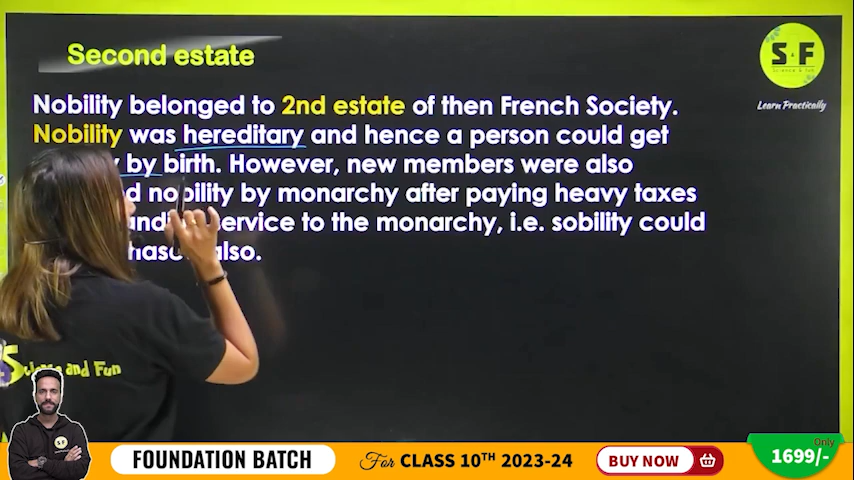 Second estate
S F
SCIENCE & FUN
Learn Practically
Nobility belonged to 2nd estate of then French Society.
Nobility was hereditary and hence a person could get
by birth. However, new members were also
nobility by monarchy after paying heavy taxes
service to the monarchy, i.e. sobility could
also.
Science and Fun
FOUNDATION BATCH
For CLASS 10TH 2023-24
BUY NOW
Only
1699/-